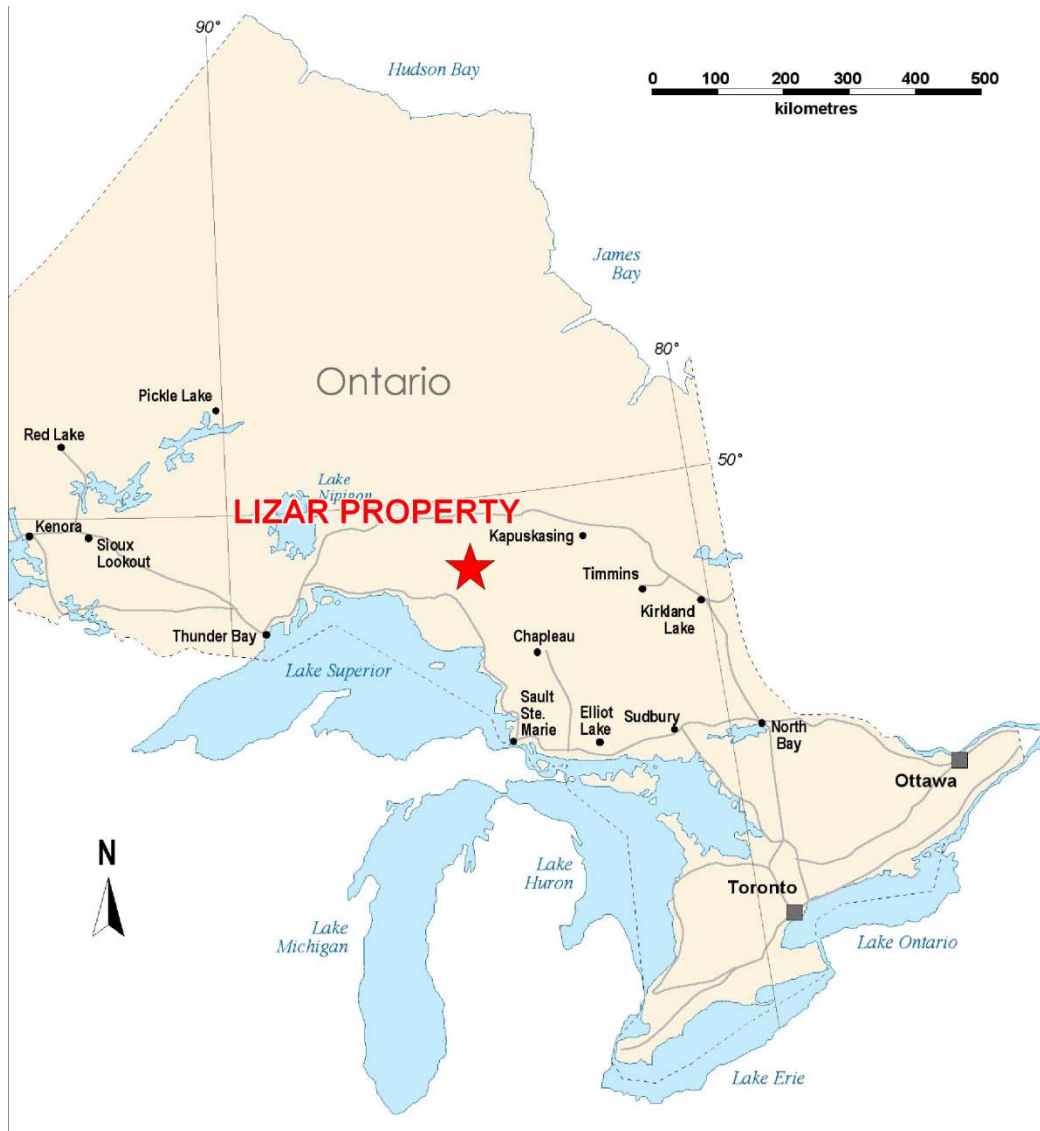 90°
Hudson Bay
0 100 200 300 400 500
kilometres
James
Bay
80°
Ontario
Pickle Lake
Red Lake
50°
Lake
Nipigon
LIZAR PROPERTY
Kenora
Sioux
Lookout
Kapuskasing
Timmins
Kirkland
Lake
Thunder Bay
Chapleau
Lake Superior
Sault
Ste.
Marie
Elliot
Lake
Sudbury
North
Bay
Ottawa
N
Lake
Huron
Toronto
Lake
Michigan
Lake Ontario
Lake Erie